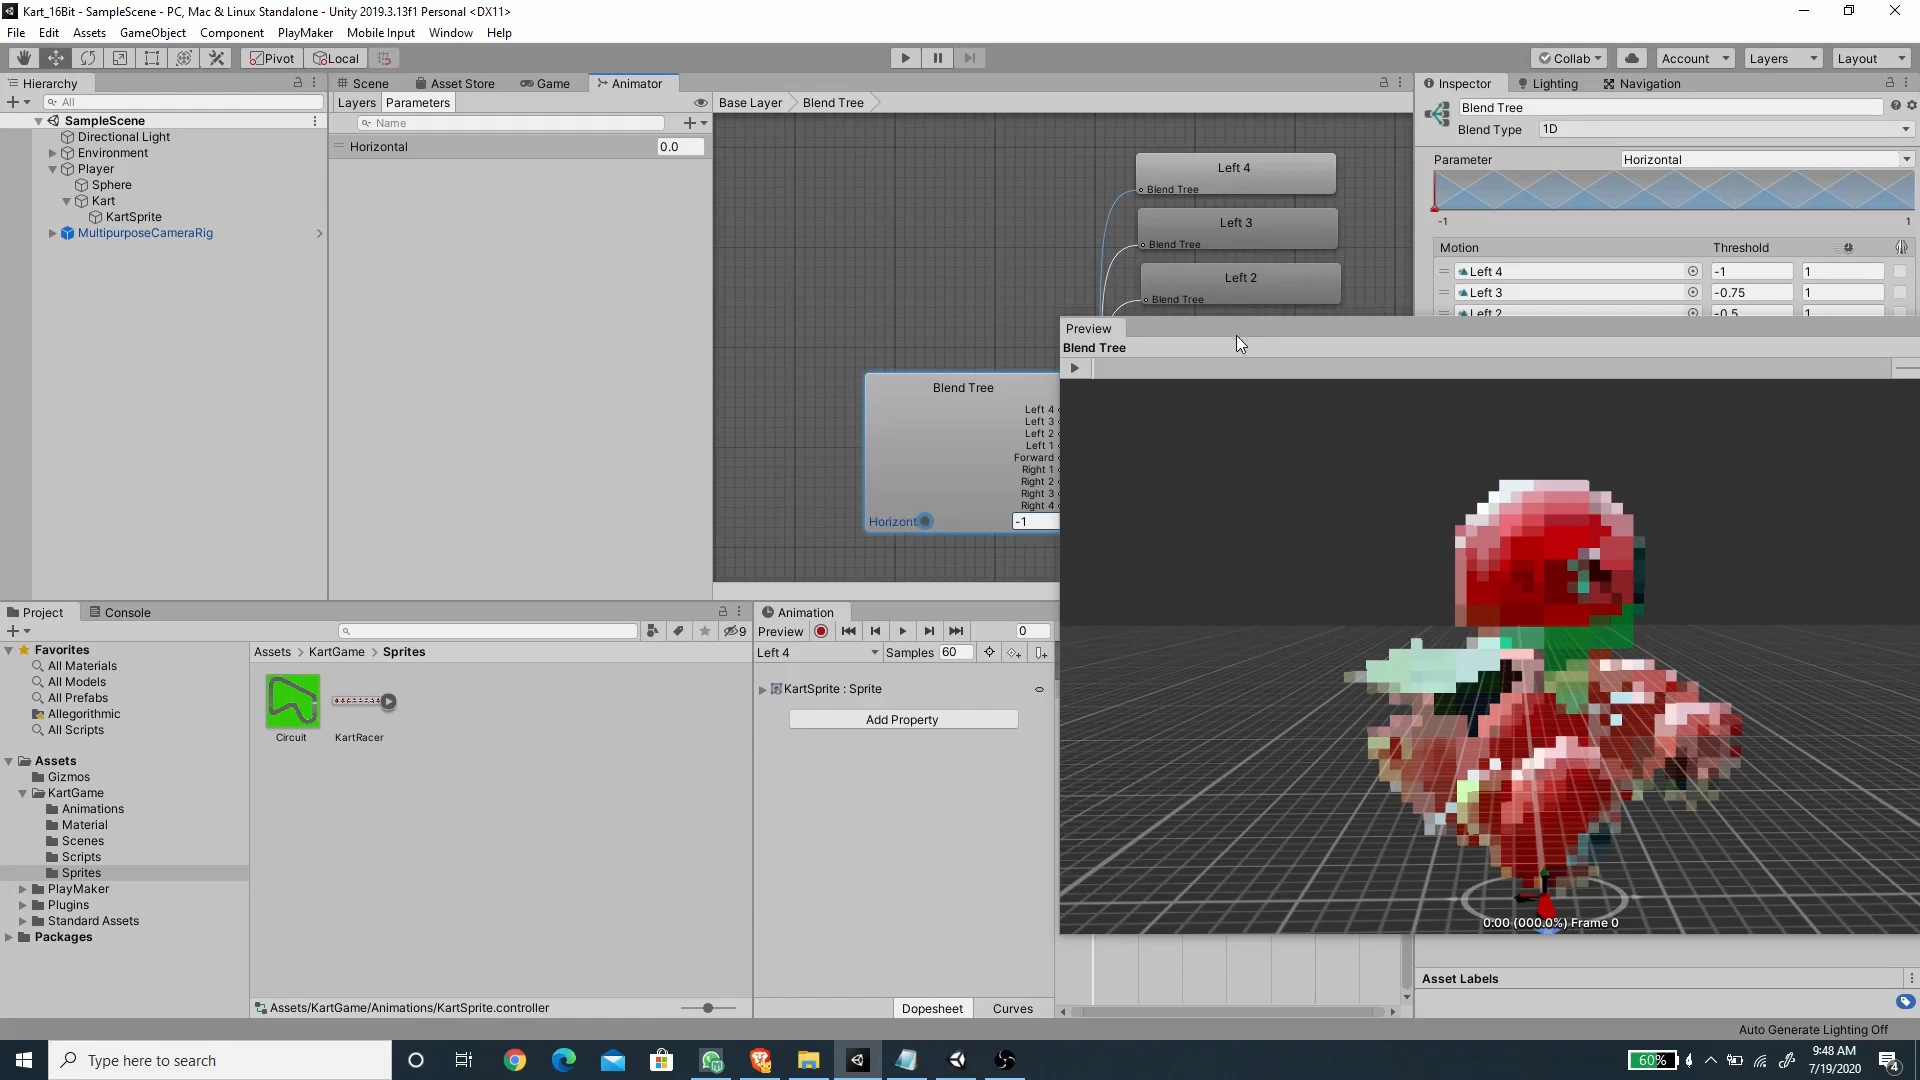 Kart_16Bit - SampleScene - PC, Mac & Linux Standalone - Unity 2019.3.13f1 Personal <DX11>
File Edit Assets GameObject Component PlayMaker Mobile Input Window Help
Pivot Local Collab Account Layers Layout
Hierarchy Scene Asset Store Game Animator Inspector Lighting Navigation
All Layers Parameters Base Layer Blend Tree Blend Tree
Name Blend Type 1D
SampleScene
Directional Light
Environment
Player
Sphere
Kart
KartSprite
MultipurposeCameraRig
Horizontal 0.0
Left 4
Blend Tree
Left 3
Blend Tree
Left 2
Blend Tree
Parameter Horizontal
-1 1
Motion Threshold
Left 4 -1 1
Left 3 -0.75 1
Left 2 -0.5 1
Blend Tree
Left 4
Left 3
Left 2
Left 1
Forward
Right 1
Right 2
Right 3
Right 4
Horizont -1
Preview
Blend Tree
0:00 (000.0%) Frame 0
Project Console
9
Favorites
All Materials
All Models
All Prefabs
Allegorithmic
All Scripts
Assets
Gizmos
KartGame
Animations
Material
Scenes
Scripts
Sprites
PlayMaker
Plugins
Standard Assets
Packages
Assets KartGame Sprites
Circuit KartRacer
Assets/KartGame/Animations/KartSprite.controller
Animation
Preview 0
Left 4 Samples 60
KartSprite : Sprite
Add Property
Dopesheet Curves
Asset Labels
Auto Generate Lighting Off
Type here to search
60%
9:48 AM
7/19/2020
4